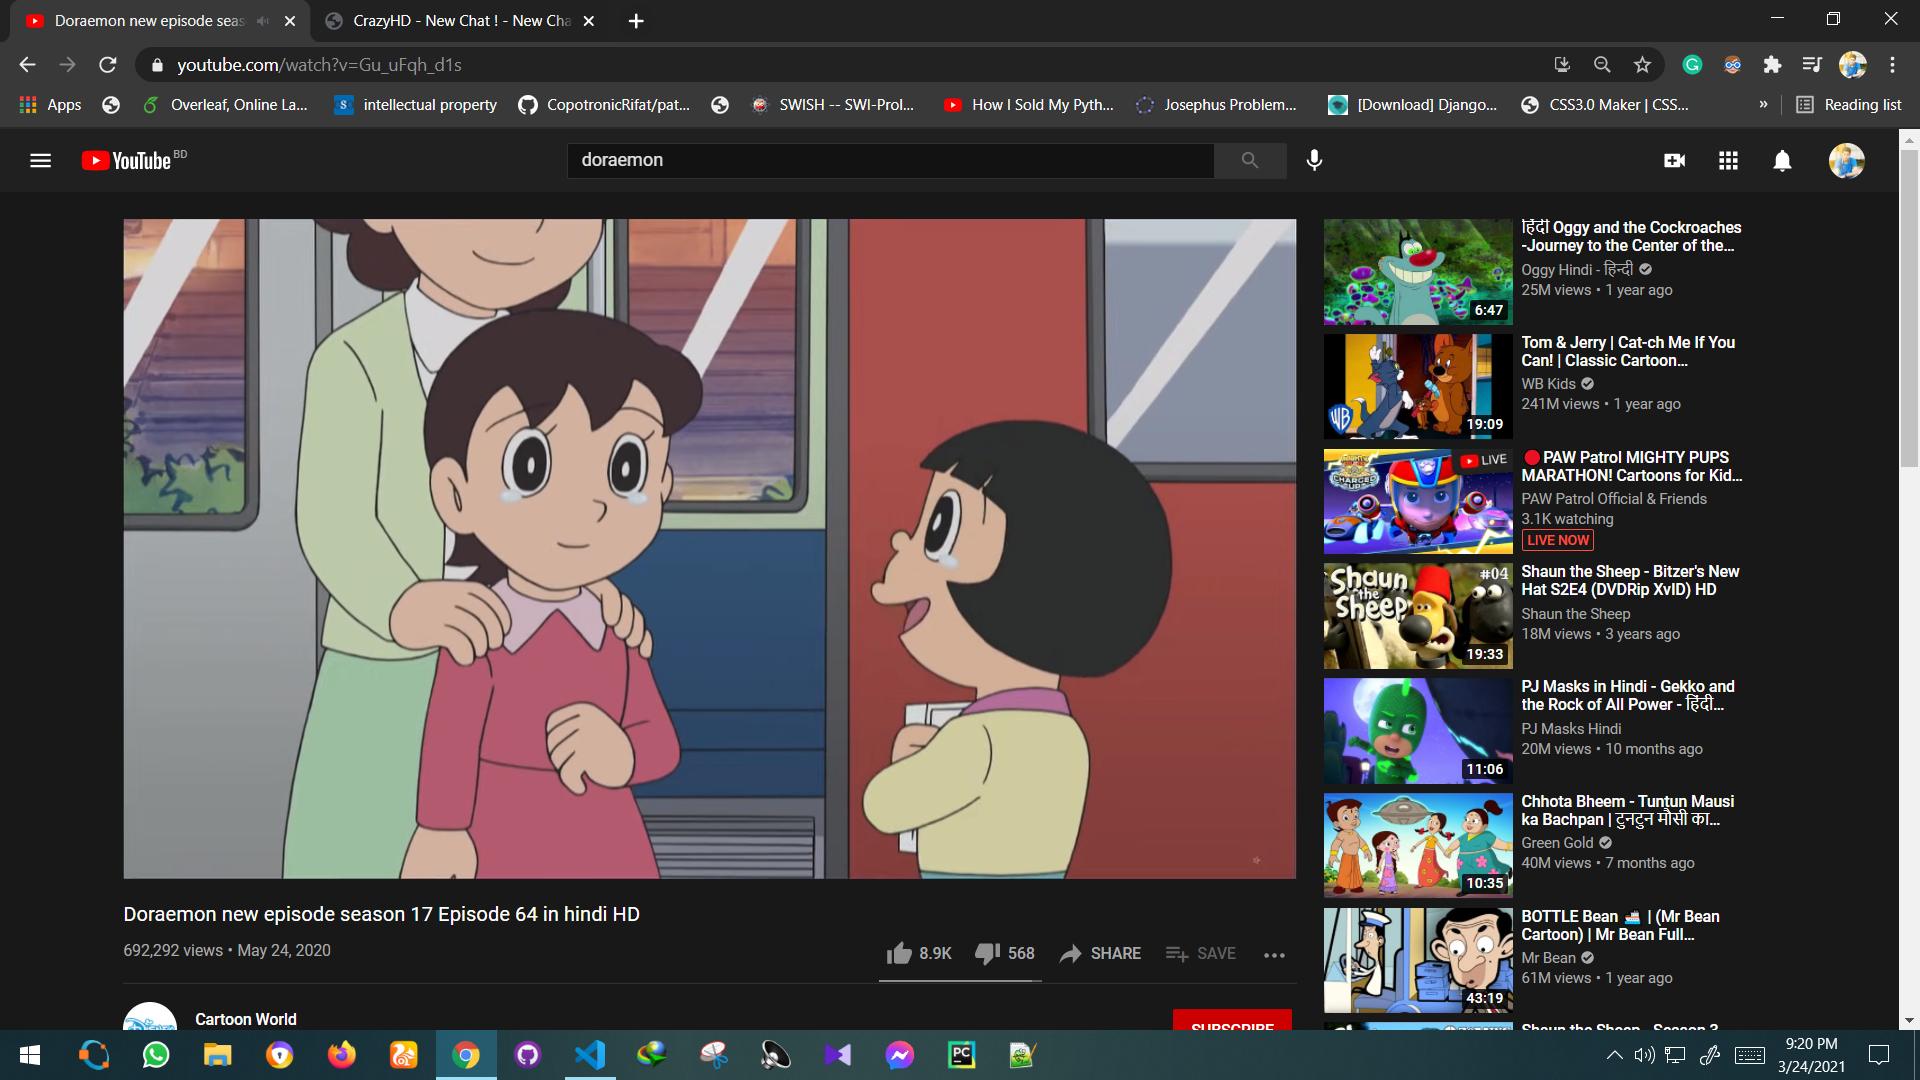 Doraemon new episode seas
CrazyHD - New Chat ! - New Cha
youtube.com/watch?v=Gu_uFqh_d1s
Apps
Overleaf, Online La...
intellectual property
CopotronicRifat/pat...
SWISH -- SWI-Prol...
How I Sold My Pyth...
Josephus Problem...
[Download] Django...
CSS3.0 Maker | CSS...
»
Reading list
YouTube BD
doraemon
हिंदी Oggy and the Cockroaches
-Journey to the Center of the...
Oggy Hindi - हिन्दी
25M views • 1 year ago
6:47
Tom & Jerry | Cat-ch Me If You
Can! | Classic Cartoon...
WB Kids
241M views • 1 year ago
WB
19:09
PAW Patrol MIGHTY PUPS
MARATHON! Cartoons for Kid...
PAW Patrol Official & Friends
3.1K watching
LIVE NOW
LIVE
CHARGED UP
Shaun the Sheep - Bitzer's New
Hat S2E4 (DVDRip XvID) HD
Shaun the Sheep
18M views • 3 years ago
Shaun
the
Sheep
#04
19:33
PJ Masks in Hindi - Gekko and
the Rock of All Power - हिंदी...
PJ Masks Hindi
20M views • 10 months ago
11:06
Chhota Bheem - Tuntun Mausi
ka Bachpan | टुनटुन मौसी का...
Green Gold
40M views • 7 months ago
10:35
BOTTLE Bean 🚢 | (Mr Bean
Cartoon) | Mr Bean Full...
Mr Bean
61M views • 1 year ago
43:19
Shaun the Sheep - Season 3
Doraemon new episode season 17 Episode 64 in hindi HD
692,292 views • May 24, 2020
8.9K
568
SHARE
SAVE
Cartoon World
SUBSCRIBE
PC
9:20 PM
3/24/2021